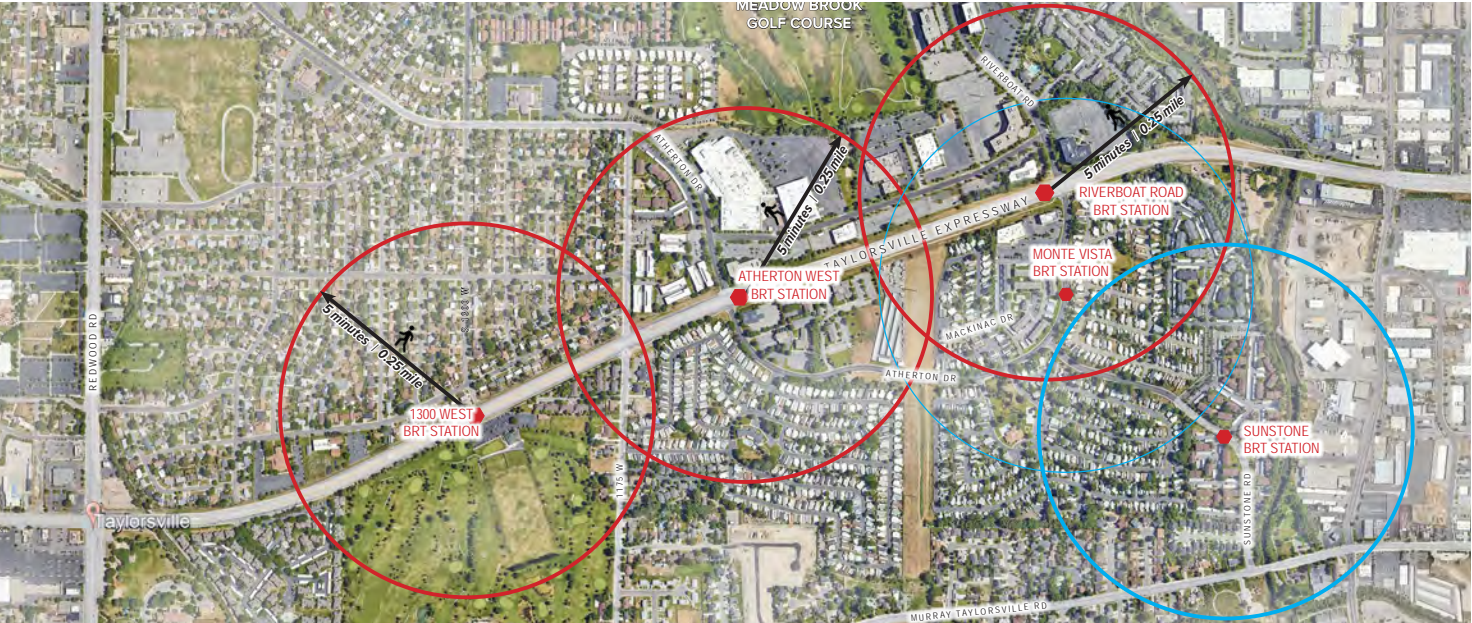 MEADOW BROOK
GOLF COURSE
RIVERBOAT RD
ATHERTON DR
5 minutes | 0.25 mile
5 minutes | 0.25 mile
RIVERBOAT ROAD
BRT STATION
TAYLORSVILLE EXPRESSWAY
MONTE VISTA
BRT STATION
ATHERTON WEST
BRT STATION
5 minutes | 0.25 mile
REDWOOD RD
MACKINAC DR
ATHERTON DR
1300 WEST
BRT STATION
SUNSTONE
BRT STATION
1175 W
SUNSTONE RD
Taylorsville
MURRAY TAYLORSVILLE RD